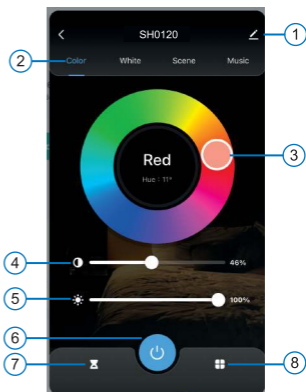 SH0120
1
2
Color
White
Scene
Music
Red
Hue : 11°
3
4
46%
5
100%
6
7
8